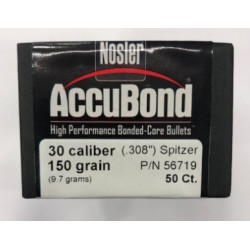 Nosler
AccuBond
High Performance Bonded-Core Bullets
30 caliber (.308") Spitzer
150 grain P/N 56719
(9.7 grams) 50 Ct.